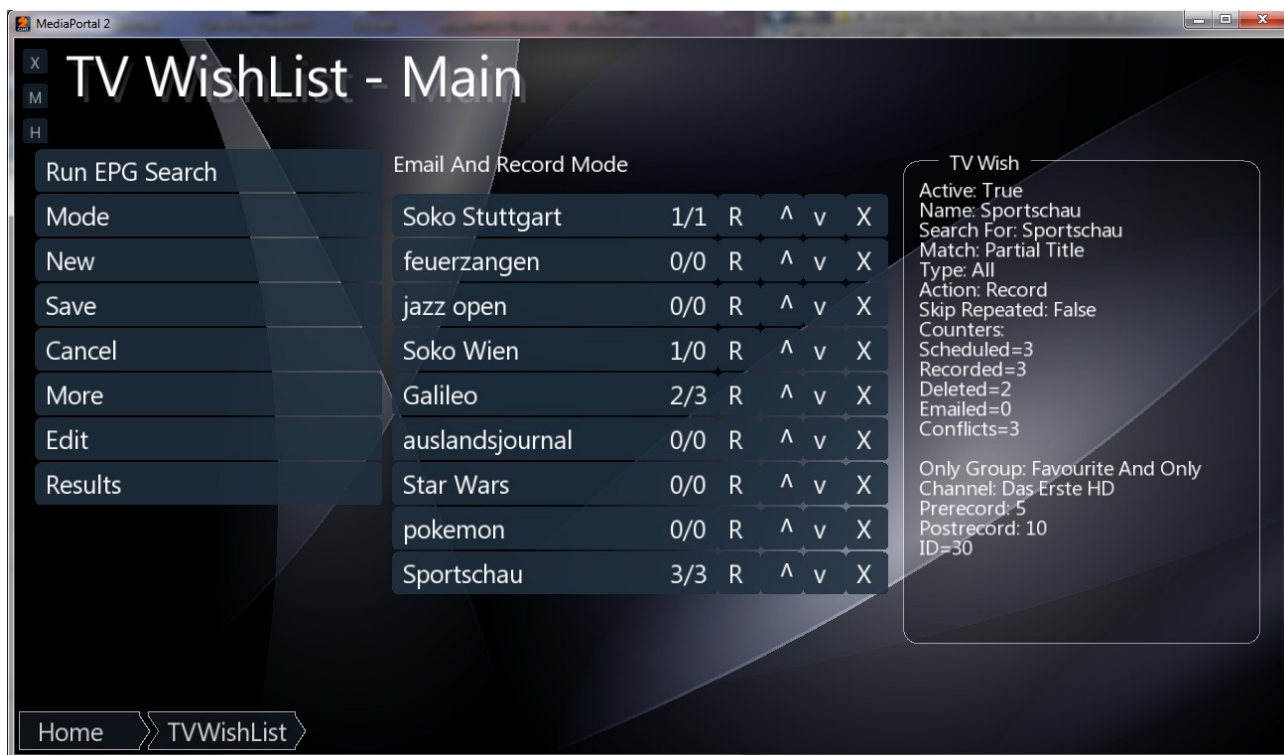 MediaPortal 2
X
M
H
TV WishList - Main
Run EPG Search
Mode
New
Save
Cancel
More
Edit
Results
Email And Record Mode
Soko Stuttgart 1/1 R ^ v X
feuerzangen 0/0 R ^ v X
jazz open 0/0 R ^ v X
Soko Wien 1/0 R ^ v X
Galileo 2/3 R ^ v X
auslandsjournal 0/0 R ^ v X
Star Wars 0/0 R ^ v X
pokemon 0/0 R ^ v X
Sportschau 3/3 R ^ v X
TV Wish
Active: True
Name: Sportschau
Search For: Sportschau
Match: Partial Title
Type: All
Action: Record
Skip Repeated: False
Counters:
Scheduled=3
Recorded=3
Deleted=2
Emailed=0
Conflicts=3
Only Group: Favourite And Only
Channel: Das Erste HD
Prerecord: 5
Postrecord: 10
ID=30
Home
TVWishList